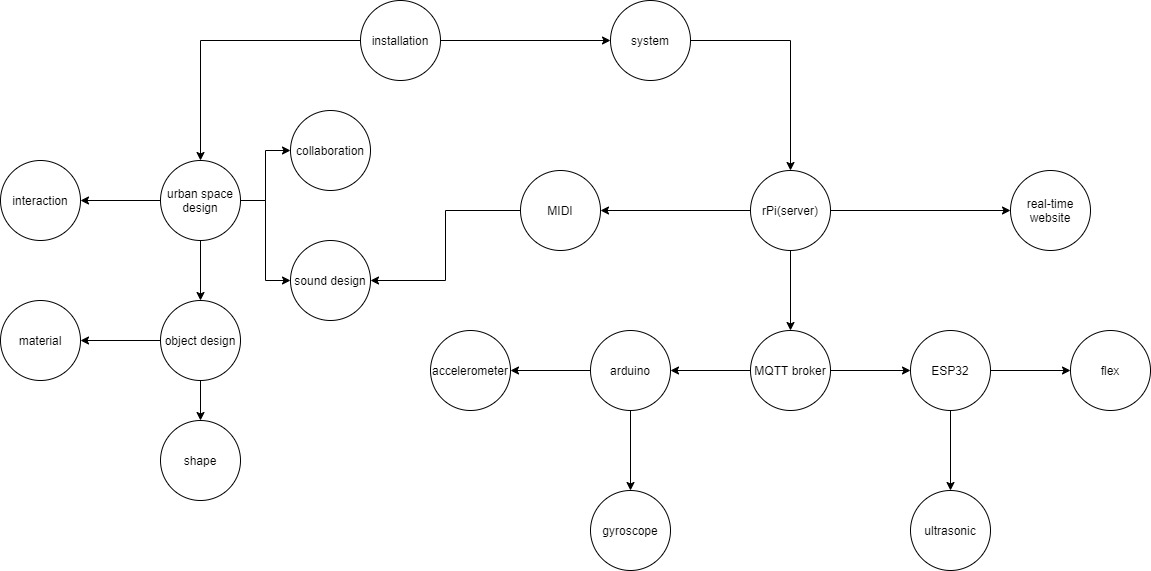 installation
system
collaboration
interaction
urban space
design
MIDI
rPi(server)
real-time
website
sound design
material
object design
accelerometer
arduino
MQTT broker
ESP32
flex
shape
gyroscope
ultrasonic